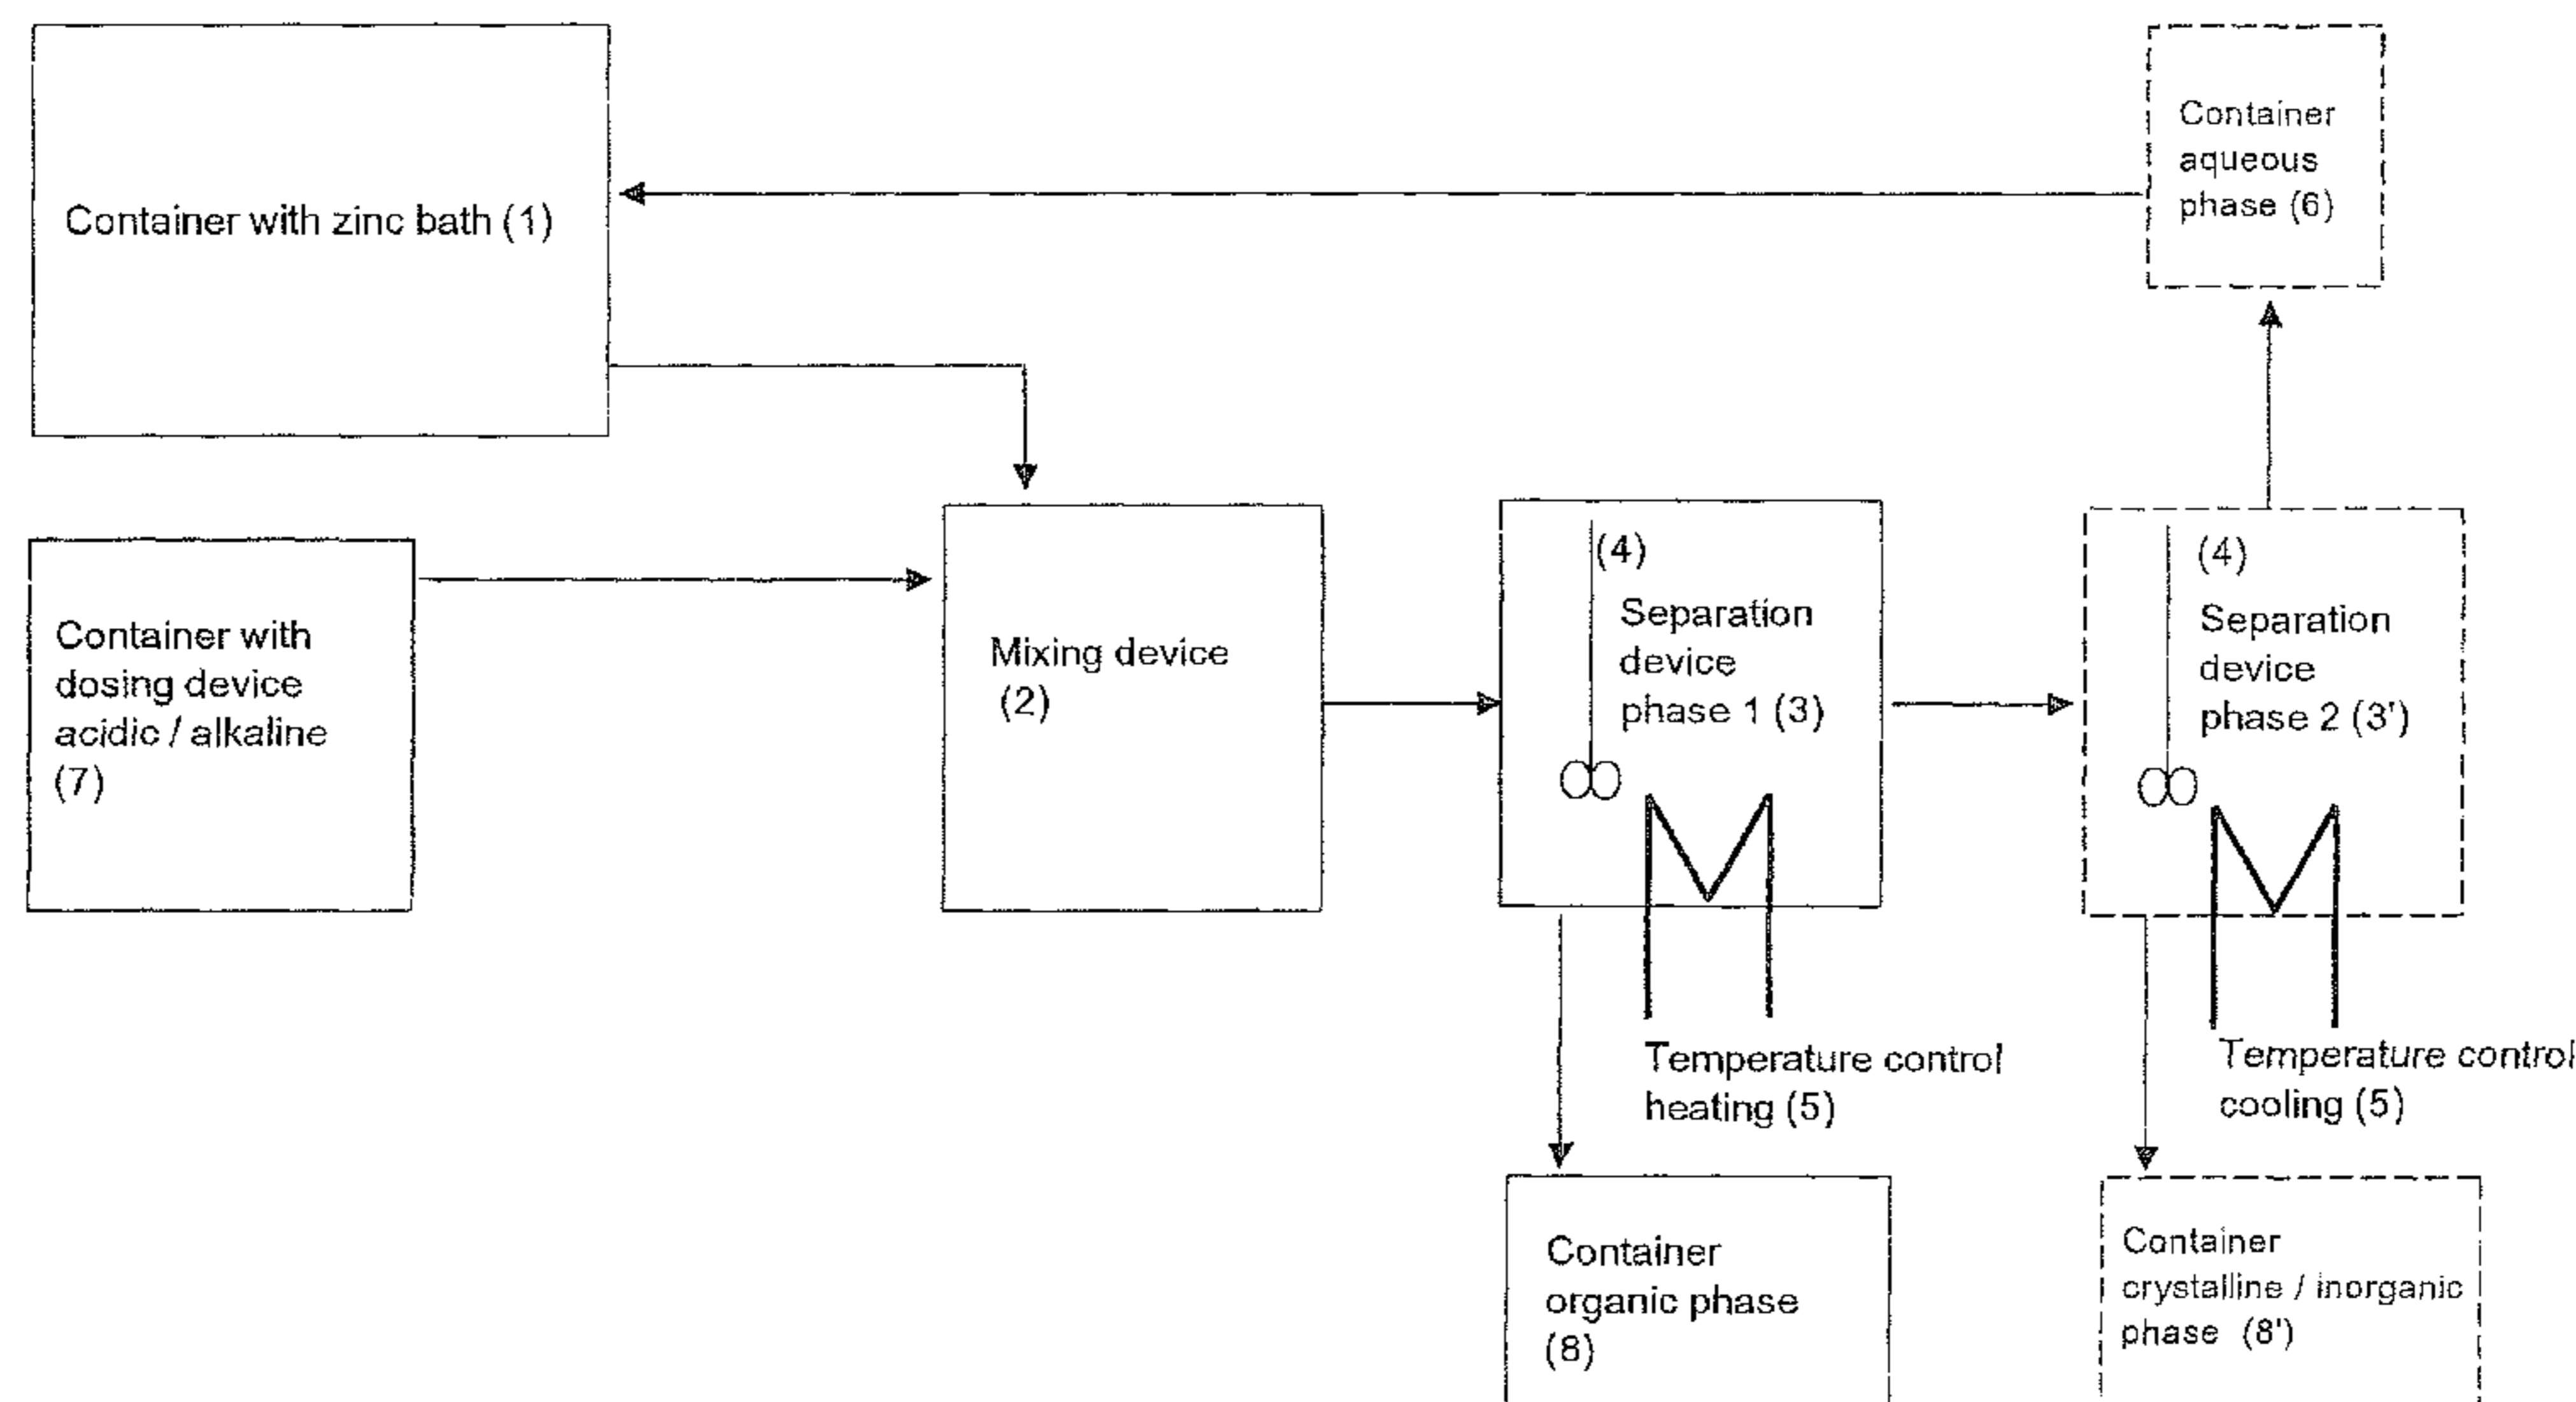 Container with zinc bath (1)
Container
aqueous
phase (6)
Container with
dosing device
acidic / alkaline
(7)
Mixing device
(2)
(4)
Separation
device
phase 1 (3)
(4)
Separation
device
phase 2 (3')
Temperature control
heating (5)
Temperature control
cooling (5)
Container
organic phase
(8)
Container
crystalline / inorganic
phase (8')